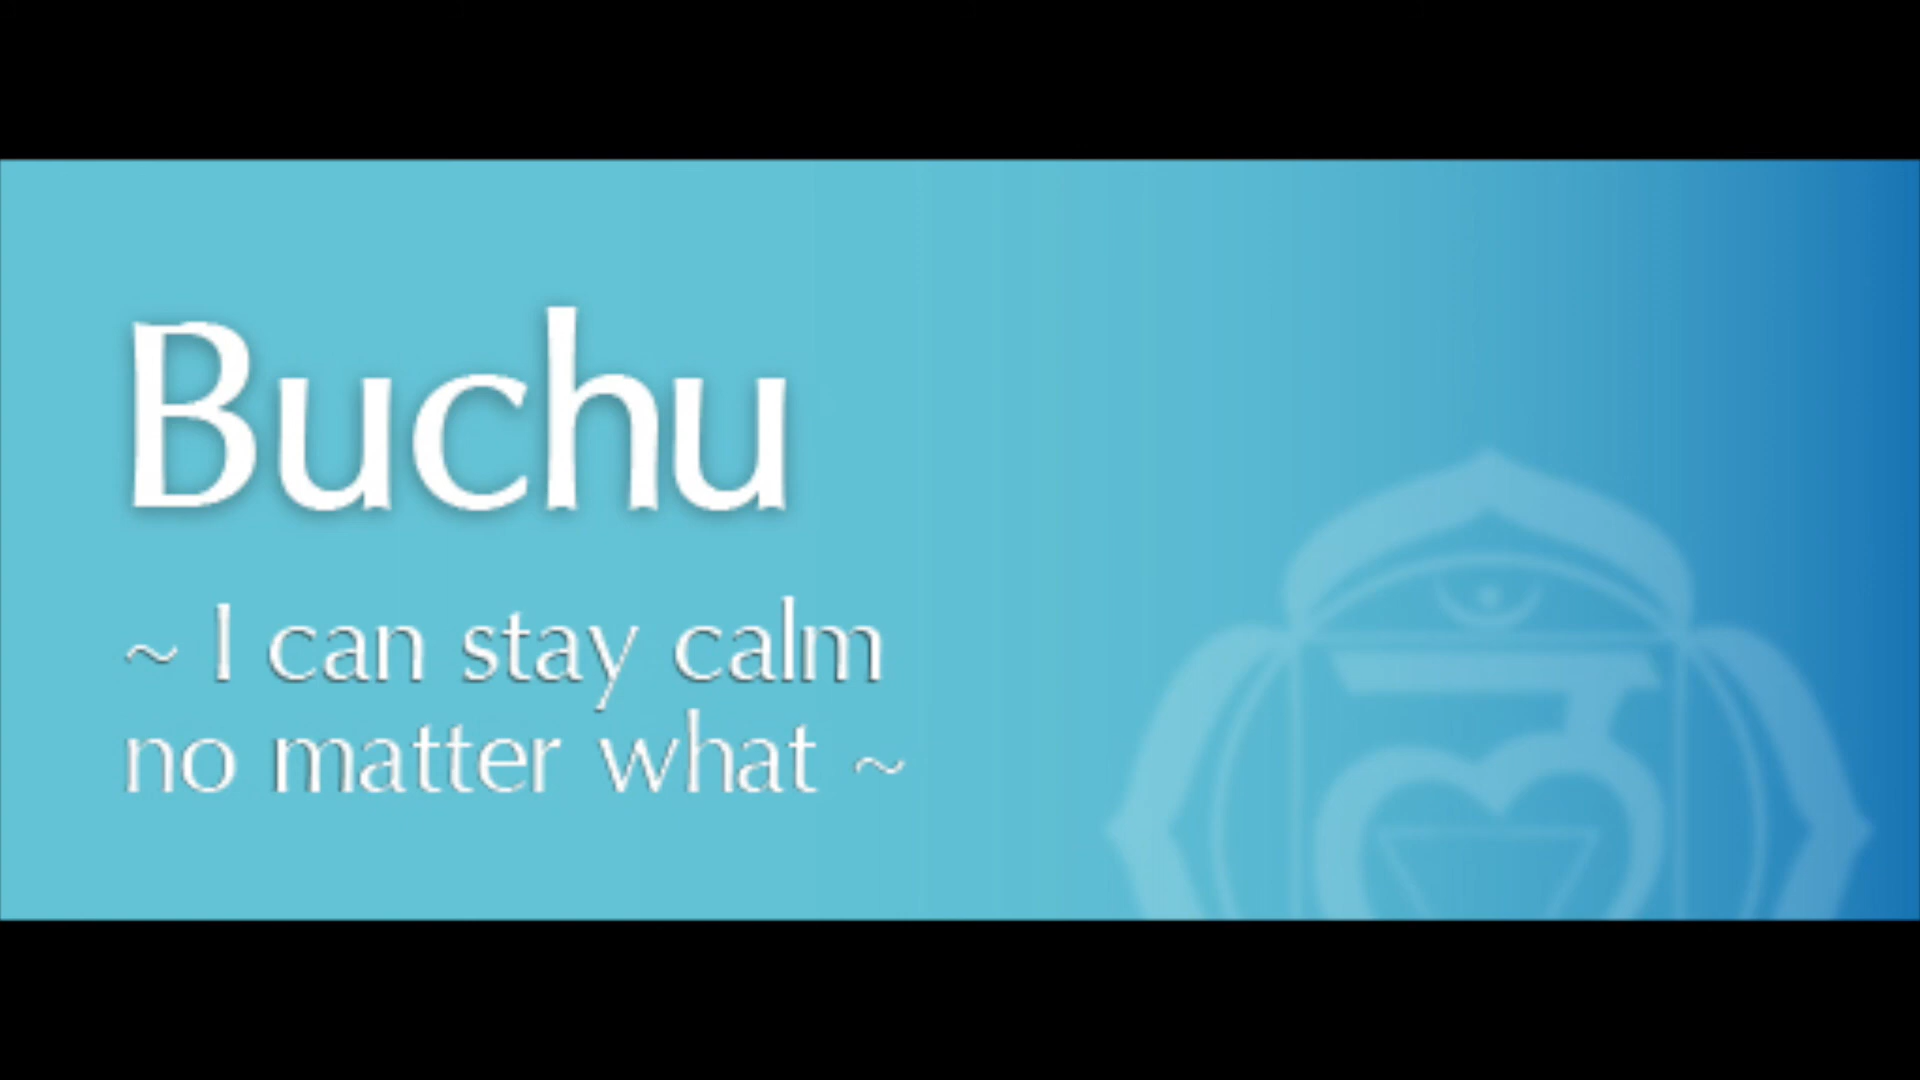 Buchu
~ I can stay calm
no matter what ~
लं